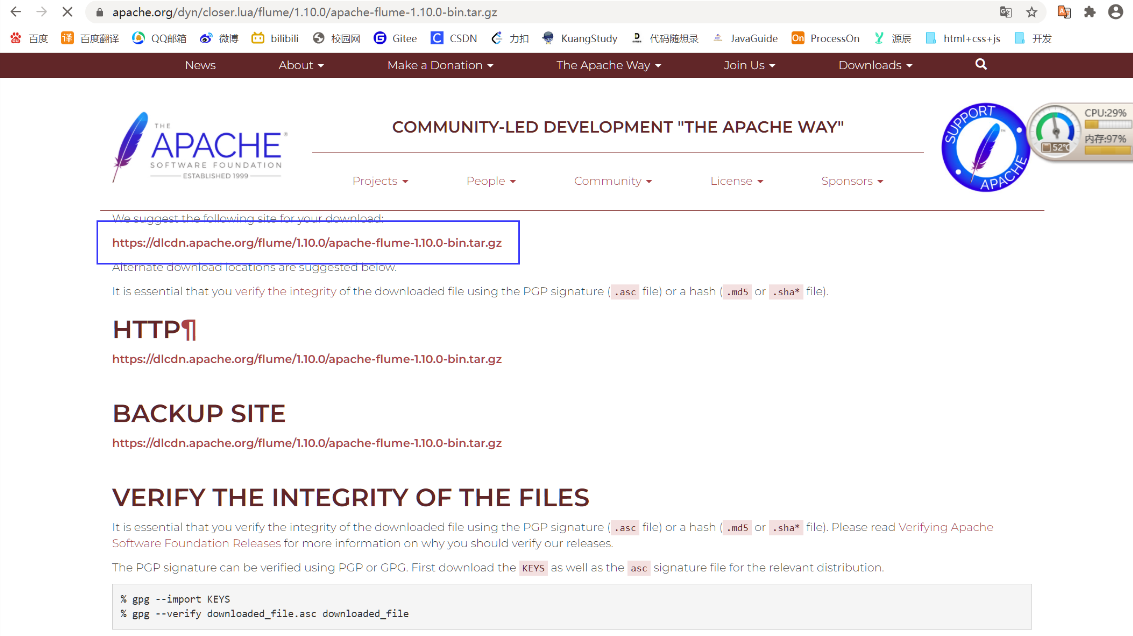 apache.org/dyn/closer.lua/flume/1.10.0/apache-flume-1.10.0-bin.tar.gz
百度 百度翻译 QQ邮箱 微博 bilibili 校园网 Gitee CSDN 力扣 KuangStudy 代码随想录 JavaGuide ProcessOn 源辰 html+css+js 开发
News About Make a Donation The Apache Way Join Us Downloads
THE
APACHE
SOFTWARE FOUNDATION
ESTABLISHED 1999
COMMUNITY-LED DEVELOPMENT "THE APACHE WAY"
SUPPORT APACHE
CPU:29%
内存:97%
52℃
Projects People Community License Sponsors
We suggest the following site for your download:
https://dlcdn.apache.org/flume/1.10.0/apache-flume-1.10.0-bin.tar.gz
Alternate download locations are suggested below.
It is essential that you verify the integrity of the downloaded file using the PGP signature (.asc file) or a hash (.md5 or .sha* file).
HTTP¶
https://dlcdn.apache.org/flume/1.10.0/apache-flume-1.10.0-bin.tar.gz
BACKUP SITE
https://dlcdn.apache.org/flume/1.10.0/apache-flume-1.10.0-bin.tar.gz
VERIFY THE INTEGRITY OF THE FILES
It is essential that you verify the integrity of the downloaded file using the PGP signature (.asc file) or a hash (.md5 or .sha* file). Please read Verifying Apache
Software Foundation Releases for more information on why you should verify our releases.
The PGP signature can be verified using PGP or GPG. First download the KEYS as well as the asc signature file for the relevant distribution.
% gpg --import KEYS
% gpg --verify downloaded_file.asc downloaded_file